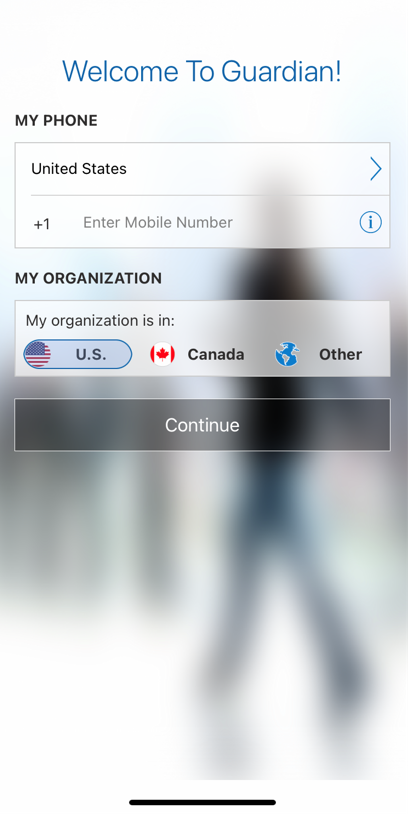 Welcome To Guardian!
MY PHONE
United States
+1 Enter Mobile Number
MY ORGANIZATION
My organization is in:
U.S. Canada Other
Continue